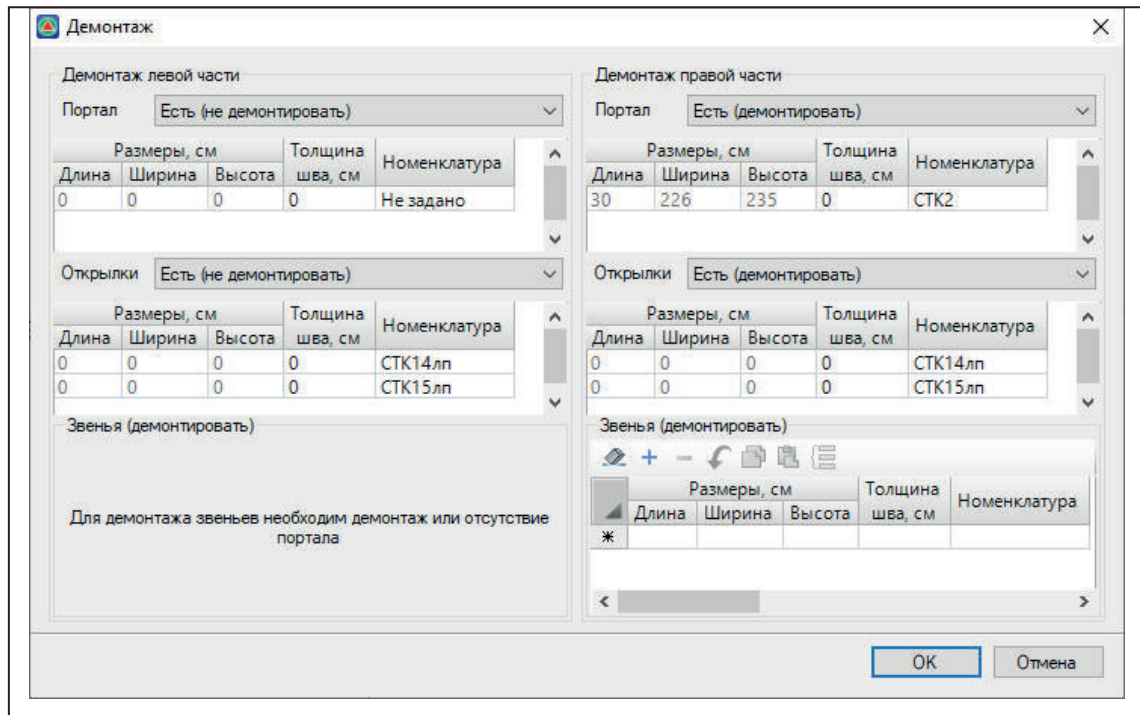 Демонтаж
Демонтаж левой части
Портал Есть (не демонтировать)
Размеры, см Толщина шва, см Номенклатура
Длина Ширина Высота
0 0 0 0 Не задано
Открылки Есть (не демонтировать)
Размеры, см Толщина шва, см Номенклатура
Длина Ширина Высота
0 0 0 0 СТК14лп
0 0 0 0 СТК15лп
Звенья (демонтировать)
Для демонтажа звеньев необходим демонтаж или отсутствие
портала
Демонтаж правой части
Портал Есть (демонтировать)
Размеры, см Толщина шва, см Номенклатура
Длина Ширина Высота
30 226 235 0 СТК2
Открылки Есть (демонтировать)
Размеры, см Толщина шва, см Номенклатура
Длина Ширина Высота
0 0 0 0 СТК14лп
0 0 0 0 СТК15лп
Звенья (демонтировать)
Размеры, см Толщина шва, см Номенклатура
Длина Ширина Высота
OK Отмена